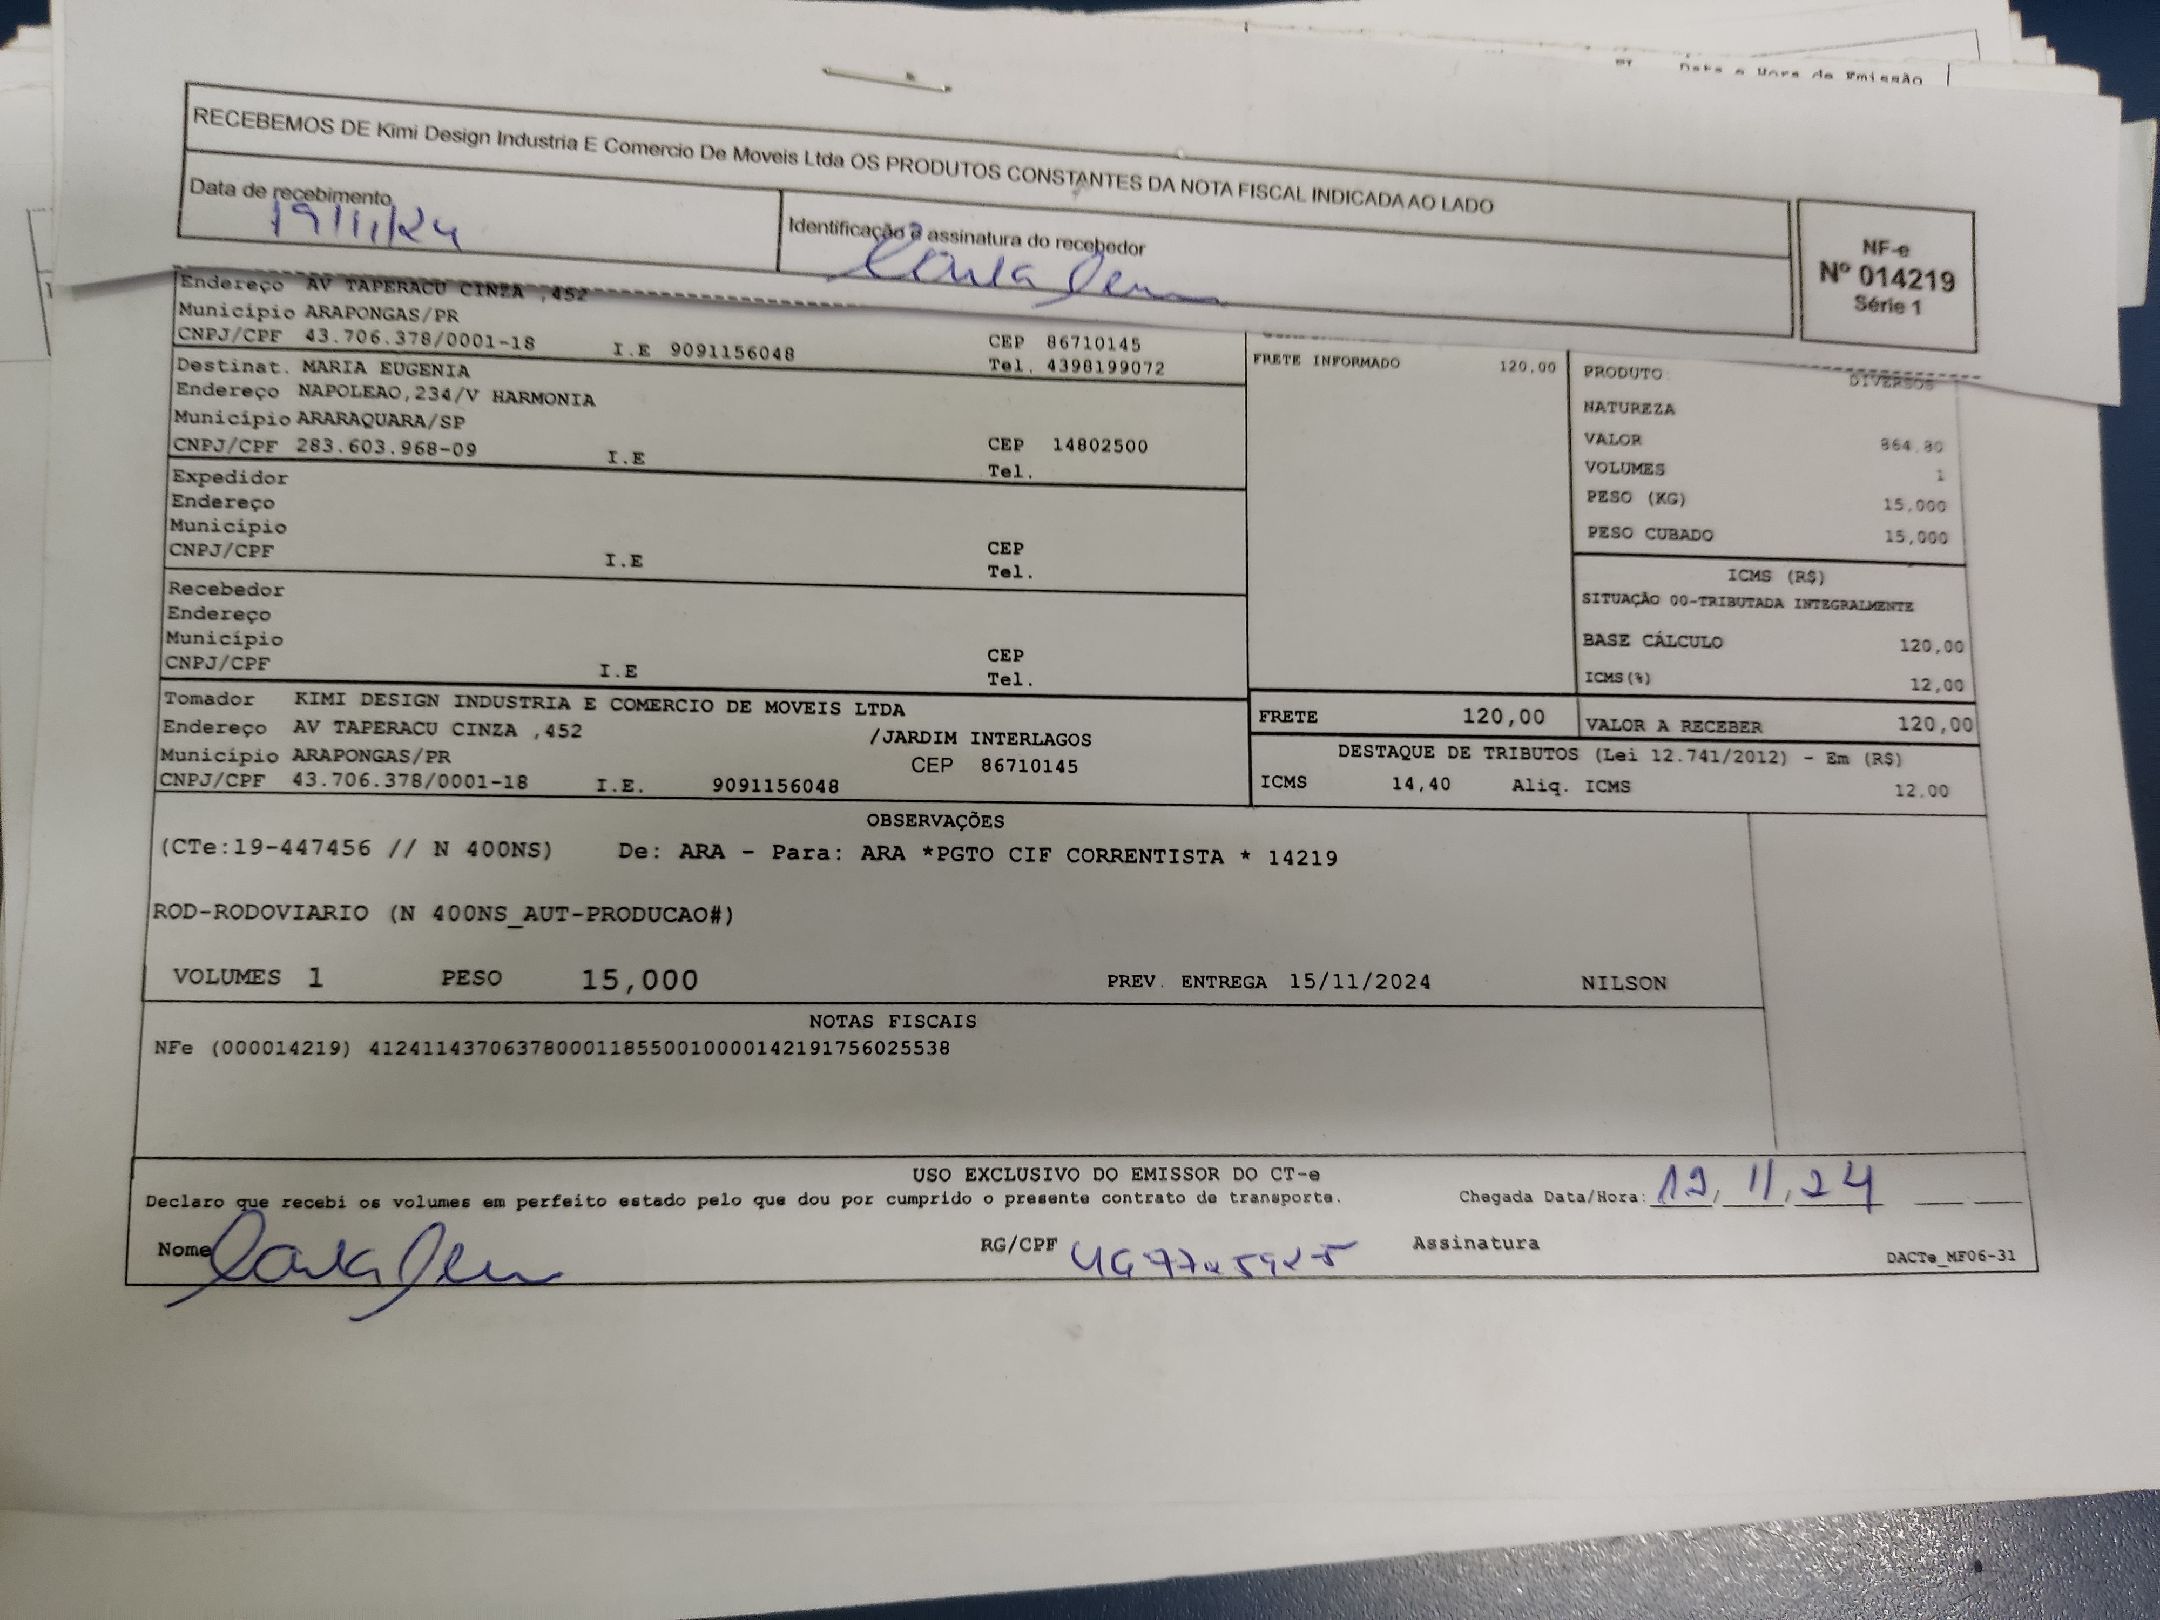 Data e Hora de Emissão
RECEBEMOS DE Kimi Design Industria E Comercio De Moveis Ltda OS PRODUTOS CONSTANTES DA NOTA FISCAL INDICADA AO LADO
Data de recebimento
19/11/24
Identificação e assinatura do recebedor
NF-e
Nº 014219
Série 1
Endereço AV TAPERACU CINZA ,452
Município ARAPONGAS/PR
CNPJ/CPF 43.706.378/0001-18 I.E 9091156048
CEP 86710145
Tel. 4398199072
Destinat. MARIA EUGENIA
Endereço NAPOLEAO,234/V HARMONIA
Município ARARAQUARA/SP
CNPJ/CPF 283.603.968-09 I.E
CEP 14802500
Tel.
Expedidor
Endereço
Município
CNPJ/CPF I.E
CEP
Tel.
Recebedor
Endereço
Município
CNPJ/CPF I.E
CEP
Tel.
Tomador KIMI DESIGN INDUSTRIA E COMERCIO DE MOVEIS LTDA
Endereço AV TAPERACU CINZA ,452 /JARDIM INTERLAGOS
Município ARAPONGAS/PR CEP 86710145
CNPJ/CPF 43.706.378/0001-18 I.E. 9091156048
FRETE INFORMADO 120,00
PRODUTO DIVERSOS
NATUREZA
VALOR 864,80
VOLUMES 1
PESO (KG) 15,000
PESO CUBADO 15,000
ICMS (R$)
SITUAÇÃO 00-TRIBUTADA INTEGRALMENTE
BASE CÁLCULO 120,00
ICMS(%) 12,00
FRETE 120,00 VALOR A RECEBER 120,00
DESTAQUE DE TRIBUTOS (Lei 12.741/2012) - Em (R$)
ICMS 14,40 Aliq. ICMS 12,00
OBSERVAÇÕES
(CTe:19-447456 // N 400NS) De: ARA - Para: ARA *PGTO CIF CORRENTISTA * 14219
ROD-RODOVIARIO (N 400NS_AUT-PRODUCAO#)
VOLUMES 1 PESO 15,000 PREV. ENTREGA 15/11/2024 NILSON
NOTAS FISCAIS
NFe (000014219) 41241143706378000118550010000142191756025538
USO EXCLUSIVO DO EMISSOR DO CT-e
Declaro que recebi os volumes em perfeito estado pelo que dou por cumprido o presente contrato de transporte. Chegada Data/Hora: 19/11/24
Nome RG/CPF Assinatura
DACTe_MF06-31